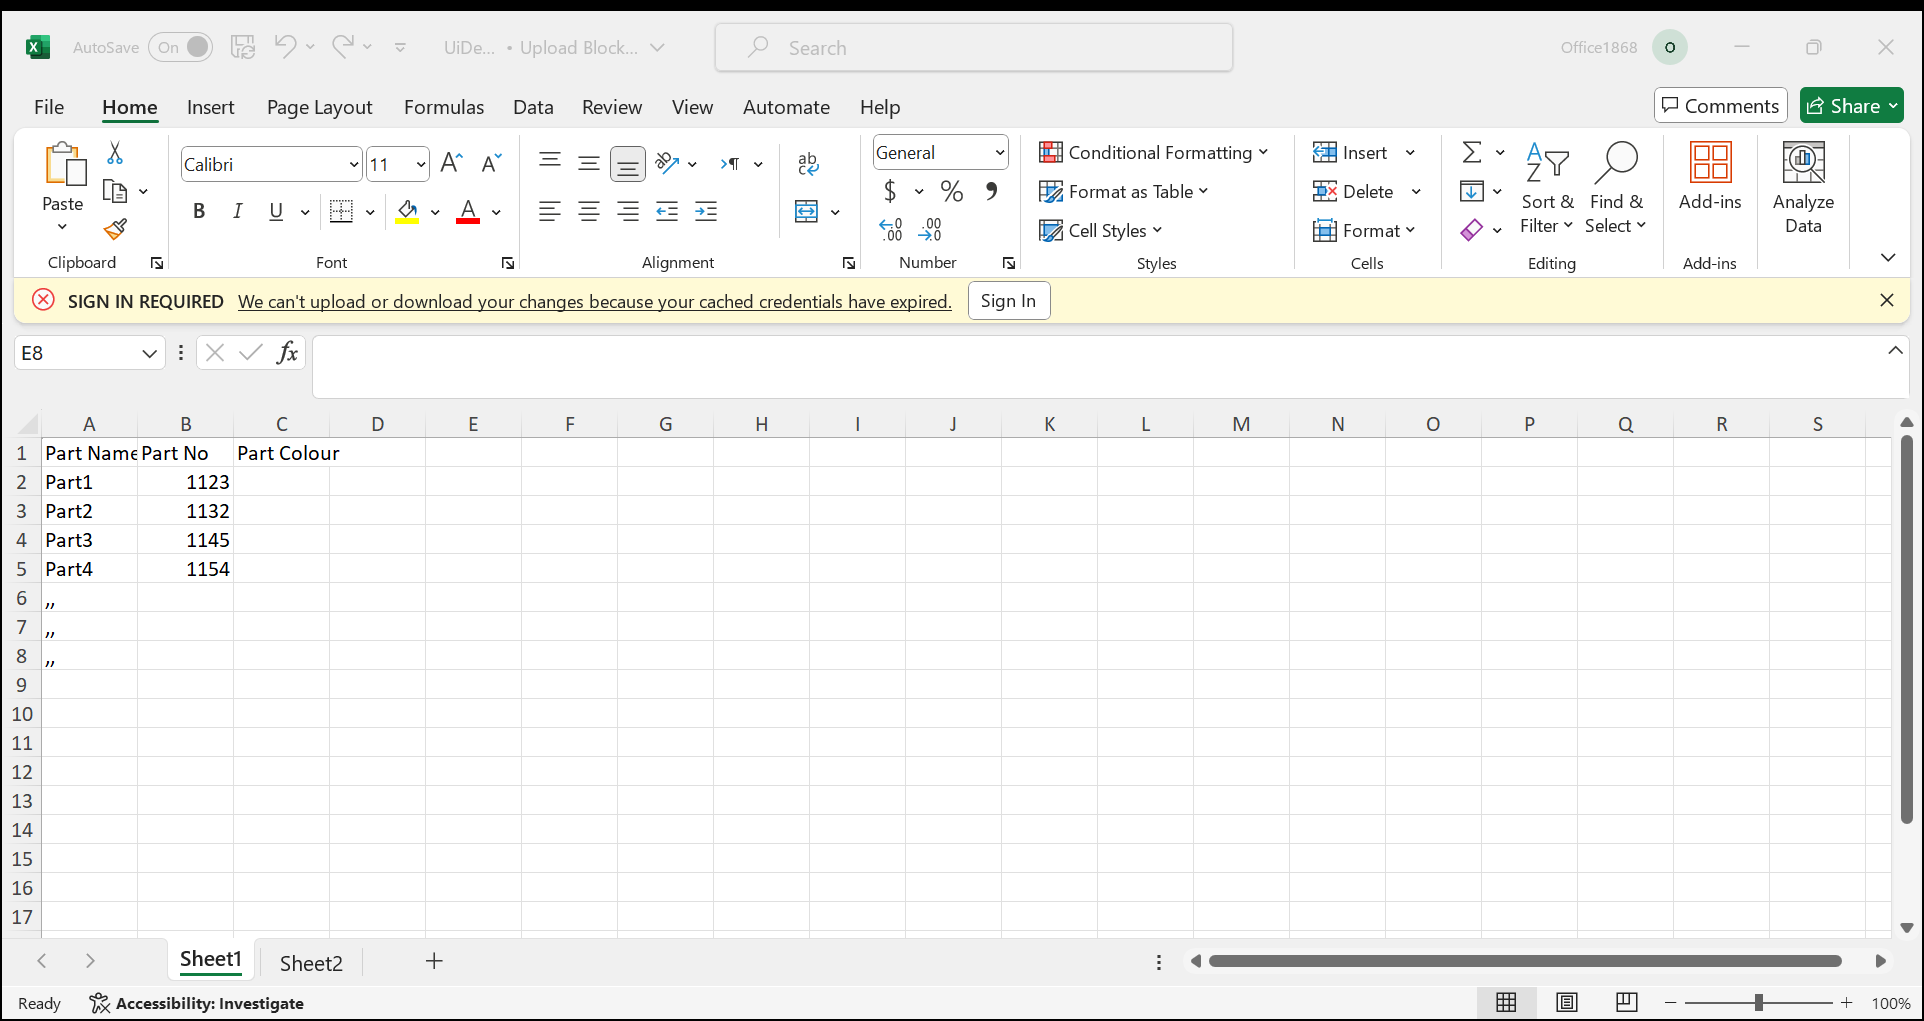 AutoSave On UiDe... • Upload Block... Search Office1868 O
File Home Insert Page Layout Formulas Data Review View Automate Help Comments Share
Paste
Clipboard
Calibri 11
B I U A
Font
ab
Alignment
General
$ % 9
.00 .00
Number
Conditional Formatting
Format as Table
Cell Styles
Styles
Insert
Delete
Format
Cells
Sort &
Filter
Find &
Select
Editing
Add-ins
Add-ins
Analyze
Data
SIGN IN REQUIRED We can't upload or download your changes because your cached credentials have expired. Sign In
E8 fx
A B C D E F G H I J K L M N O P Q R S
1 Part Name Part No Part Colour
2 Part1 1123
3 Part2 1132
4 Part3 1145
5 Part4 1154
6 ,,
7 ,,
8 ,,
9
10
11
12
13
14
15
16
17
Sheet1 Sheet2
Ready Accessibility: Investigate 100%